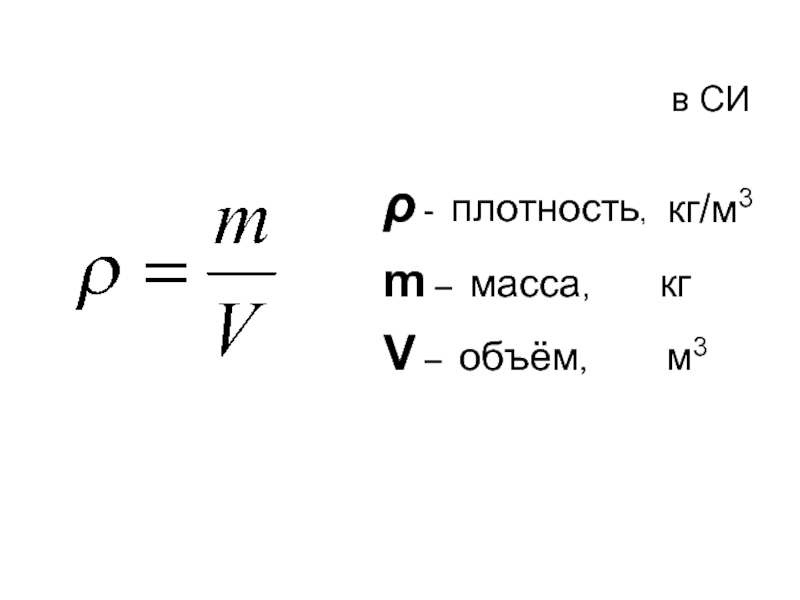 в СИ
ρ = m/V
ρ - плотность, кг/м³
m – масса, кг
V – объём, м³